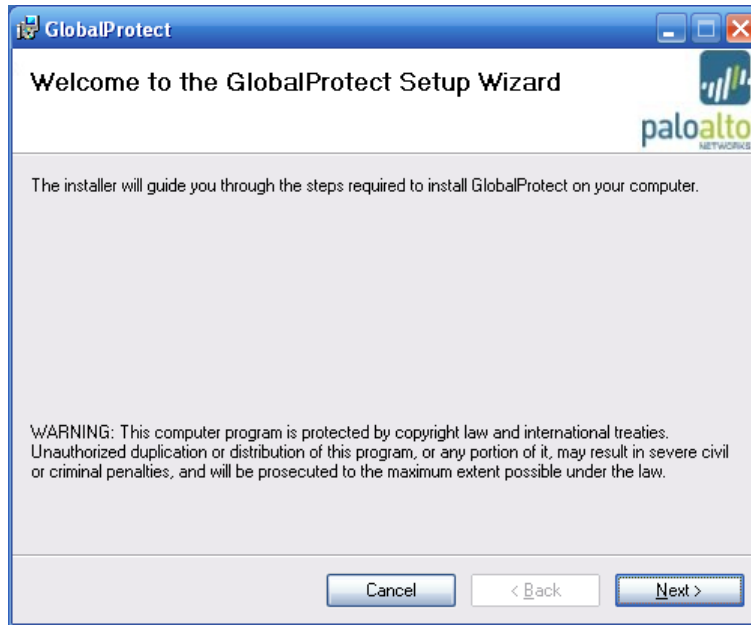 GlobalProtect
Welcome to the GlobalProtect Setup Wizard
paloalto
NETWORKS
The installer will guide you through the steps required to install GlobalProtect on your computer.
WARNING: This computer program is protected by copyright law and international treaties.
Unauthorized duplication or distribution of this program, or any portion of it, may result in severe civil
or criminal penalties, and will be prosecuted to the maximum extent possible under the law.
Cancel < Back Next >